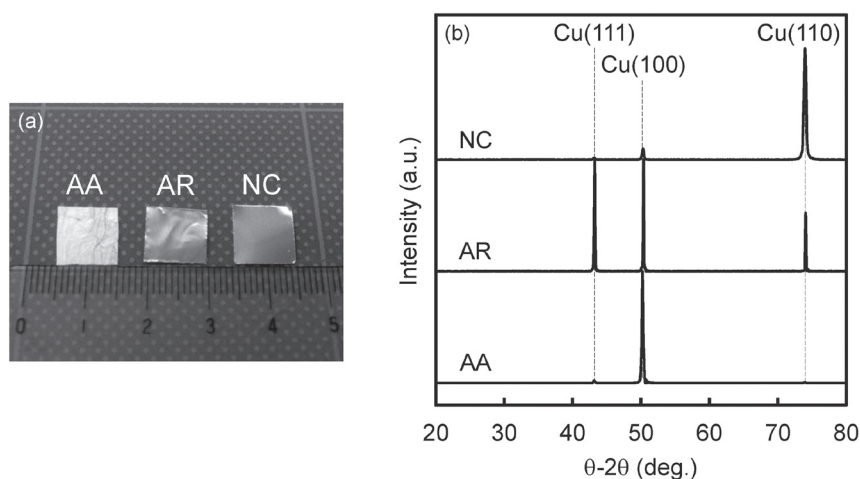 (a)
AA AR NC
0 1 2 3 4 5
(b)
Cu(111) Cu(110)
Cu(100)
NC
AR
AA
Intensity (a.u.)
20 30 40 50 60 70 80
θ-2θ (deg.)